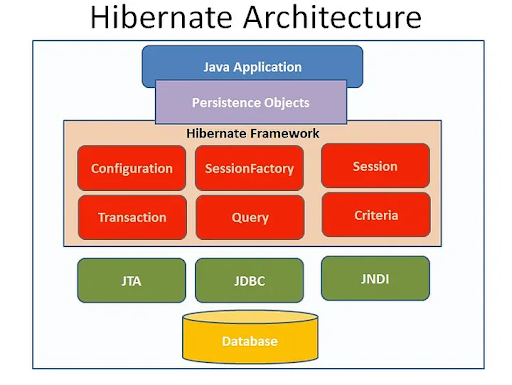 Hibernate Architecture
Java Application
Persistence Objects
Hibernate Framework
Configuration
SessionFactory
Session
Transaction
Query
Criteria
JTA
JDBC
JNDI
Database